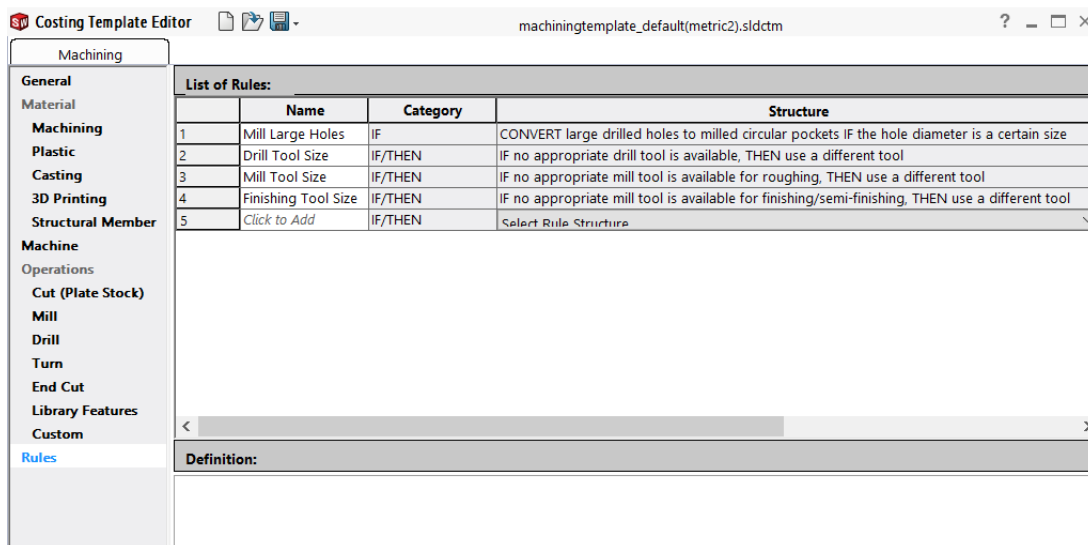 SW Costing Template Editor machiningtemplate_default(metric2).sldctm ?
Machining
General
Material
Machining
Plastic
Casting
3D Printing
Structural Member
Machine
Operations
Cut (Plate Stock)
Mill
Drill
Turn
End Cut
Library Features
Custom
Rules
List of Rules:
Name Category Structure
1 Mill Large Holes IF CONVERT large drilled holes to milled circular pockets IF the hole diameter is a certain size
2 Drill Tool Size IF/THEN IF no appropriate drill tool is available, THEN use a different tool
3 Mill Tool Size IF/THEN IF no appropriate mill tool is available for roughing, THEN use a different tool
4 Finishing Tool Size IF/THEN IF no appropriate mill tool is available for finishing/semi-finishing, THEN use a different tool
5 Click to Add IF/THEN Select Rule Structure
Definition: